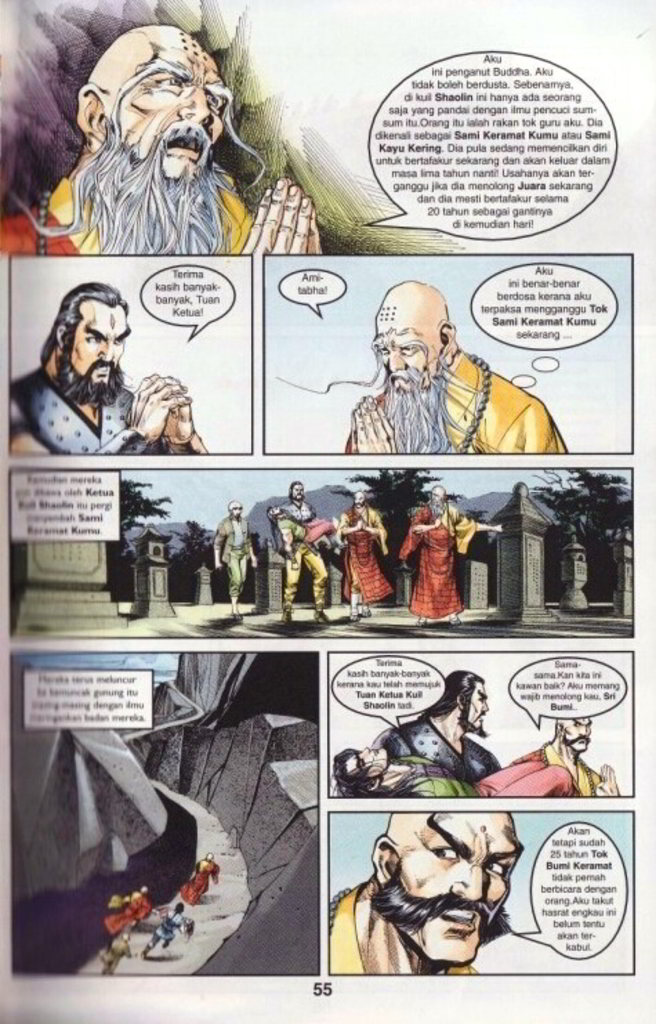 Aku
ini penganut Buddha. Aku
tidak boleh berdusta. Sebenarnya,
di kuil Shaolin ini hanya ada seorang
saja yang pandai dengan ilmu pencuci sum-
sum itu.Orang itu ialah rakan tok guru aku. Dia
dikenali sebagai Sami Keramat Kumu atau Sami
Kayu Kering. Dia pula sedang memencilkan diri
untuk bertafakur sekarang dan akan keluar dalam
masa lima tahun nanti! Usahanya akan ter-
ganggu jika dia menolong Juara sekarang
dan dia mesti bertafakur selama
20 tahun sebagai gantinya
di kemudian hari!
Terima
kasih banyak-
banyak, Tuan
Ketua!
Ami-
tabha!
Aku
ini benar-benar
berdosa kerana aku
terpaksa mengganggu Tok
Sami Keramat Kumu
sekarang ...
Kemudian mereka
dibawa oleh Ketua
Kuil Shaolin pergi
menyembah Sami
Keramat Kumu.
Mereka terus meluncur
ke kemuncak gunung itu
masing-masing dengan ilmu
meringankan badan mereka.
Terima
kasih banyak-banyak
kerana kau telah memujuk
Tuan Ketua Kuil
Shaolin tadi.
Sama-
sama.Kan kita ini
kawan baik? Aku memang
wajib menolong kau, Sri
Bumi..
Akan
tetapi sudah
25 tahun Tok
Bumi Keramat
tidak pernah
berbicara dengan
orang.Aku takut
hasrat engkau ini
belum tentu
akan ter-
kabul.
55